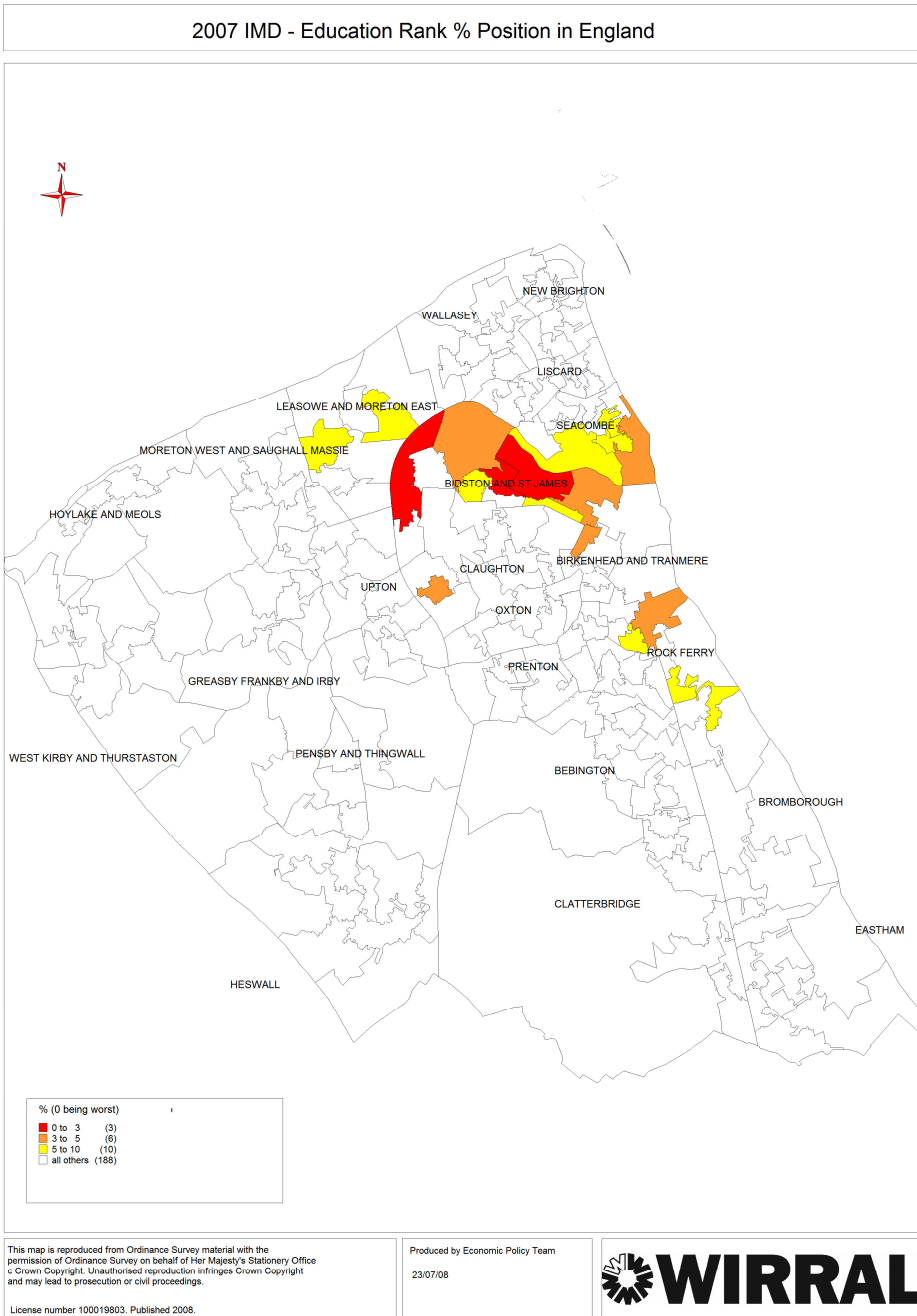 2007 IMD - Education Rank % Position in England
N
NEW BRIGHTON
WALLASEY
LISCARD
LEASOWE AND MORETON EAST
SEACOMBE
MORETON WEST AND SAUGHALL MASSIE
BIDSTON AND ST JAMES
HOYLAKE AND MEOLS
BIRKENHEAD AND TRANMERE
CLAUGHTON
UPTON
OXTON
ROCK FERRY
PRENTON
GREASBY FRANKBY AND IRBY
WEST KIRBY AND THURSTASTON
PENSBY AND THINGWALL
BEBINGTON
BROMBOROUGH
CLATTERBRIDGE
EASTHAM
HESWALL
% (0 being worst)
0 to 3 (3)
3 to 5 (6)
5 to 10 (10)
all others (188)
This map is reproduced from Ordinance Survey material with the
permission of Ordinance Survey on behalf of Her Majesty's Stationery Office
c Crown Copyright. Unauthorised reproduction infringes Crown Copyright
and may lead to prosecution or civil proceedings.
License number 100019803. Published 2008.
Produced by Economic Policy Team
23/07/08
WIRRAL